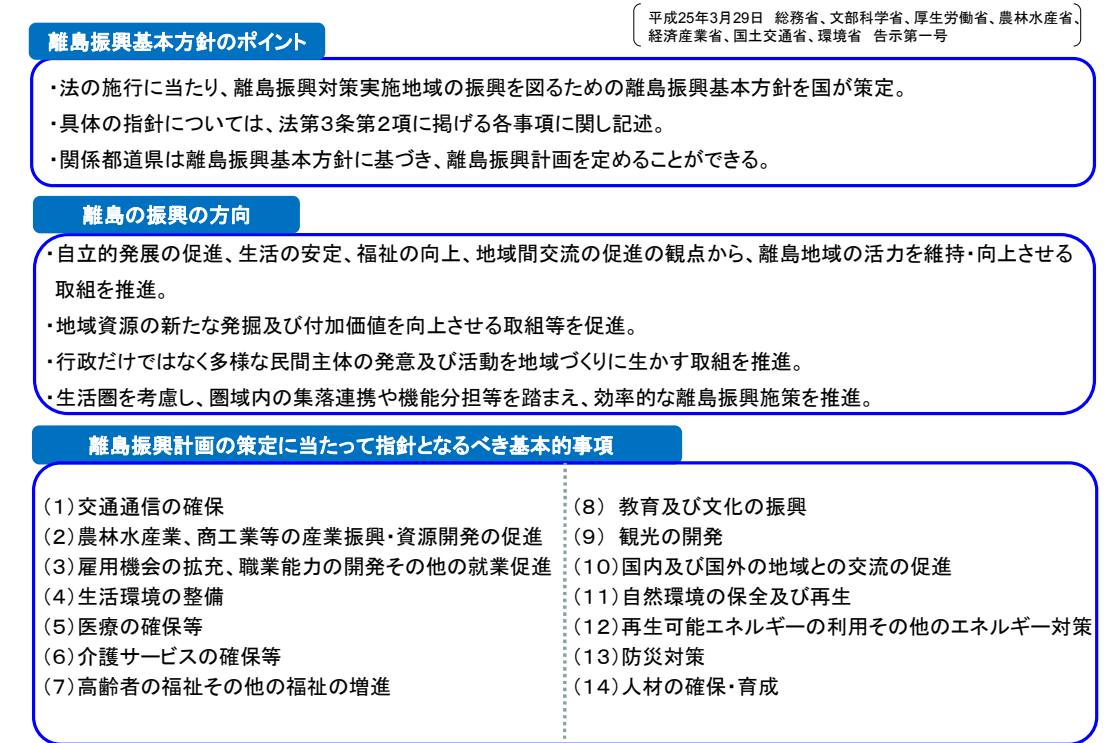 平成25年3月29日 総務省、文部科学省、厚生労働省、農林水産省、
経済産業省、国土交通省、環境省 告示第一号
離島振興基本方針のポイント
・法の施行に当たり、離島振興対策実施地域の振興を図るための離島振興基本方針を国が策定。
・具体の指針については、法第3条第2項に掲げる各事項に関し記述。
・関係都道県は離島振興基本方針に基づき、離島振興計画を定めることができる。
離島の振興の方向
・自立的発展の促進、生活の安定、福祉の向上、地域間交流の促進の観点から、離島地域の活力を維持・向上させる
取組を推進。
・地域資源の新たな発掘及び付加価値を向上させる取組等を促進。
・行政だけではなく多様な民間主体の発意及び活動を地域づくりに生かす取組を推進。
・生活圏を考慮し、圏域内の集落連携や機能分担等を踏まえ、効率的な離島振興施策を推進。
離島振興計画の策定に当たって指針となるべき基本的事項
(1)交通通信の確保
(2)農林水産業、商工業等の産業振興・資源開発の促進
(3)雇用機会の拡充、職業能力の開発その他の就業促進
(4)生活環境の整備
(5)医療の確保等
(6)介護サービスの確保等
(7)高齢者の福祉その他の福祉の増進
(8) 教育及び文化の振興
(9) 観光の開発
(10)国内及び国外の地域との交流の促進
(11)自然環境の保全及び再生
(12)再生可能エネルギーの利用その他のエネルギー対策
(13)防災対策
(14)人材の確保・育成